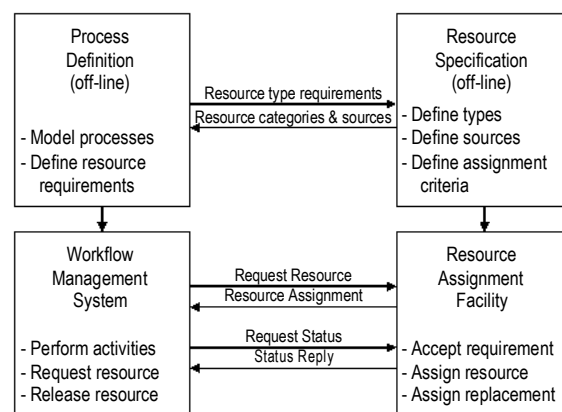 Process
Definition
(off-line)
- Model processes
- Define resource
requirements
Resource type requirements
Resource categories & sources
Resource
Specification
(off-line)
- Define types
- Define sources
- Define assignment
criteria
Workflow
Management
System
- Perform activities
- Request resource
- Release resource
Request Resource
Resource Assignment
Request Status
Status Reply
Resource
Assignment
Facility
- Accept requirement
- Assign resource
- Assign replacement